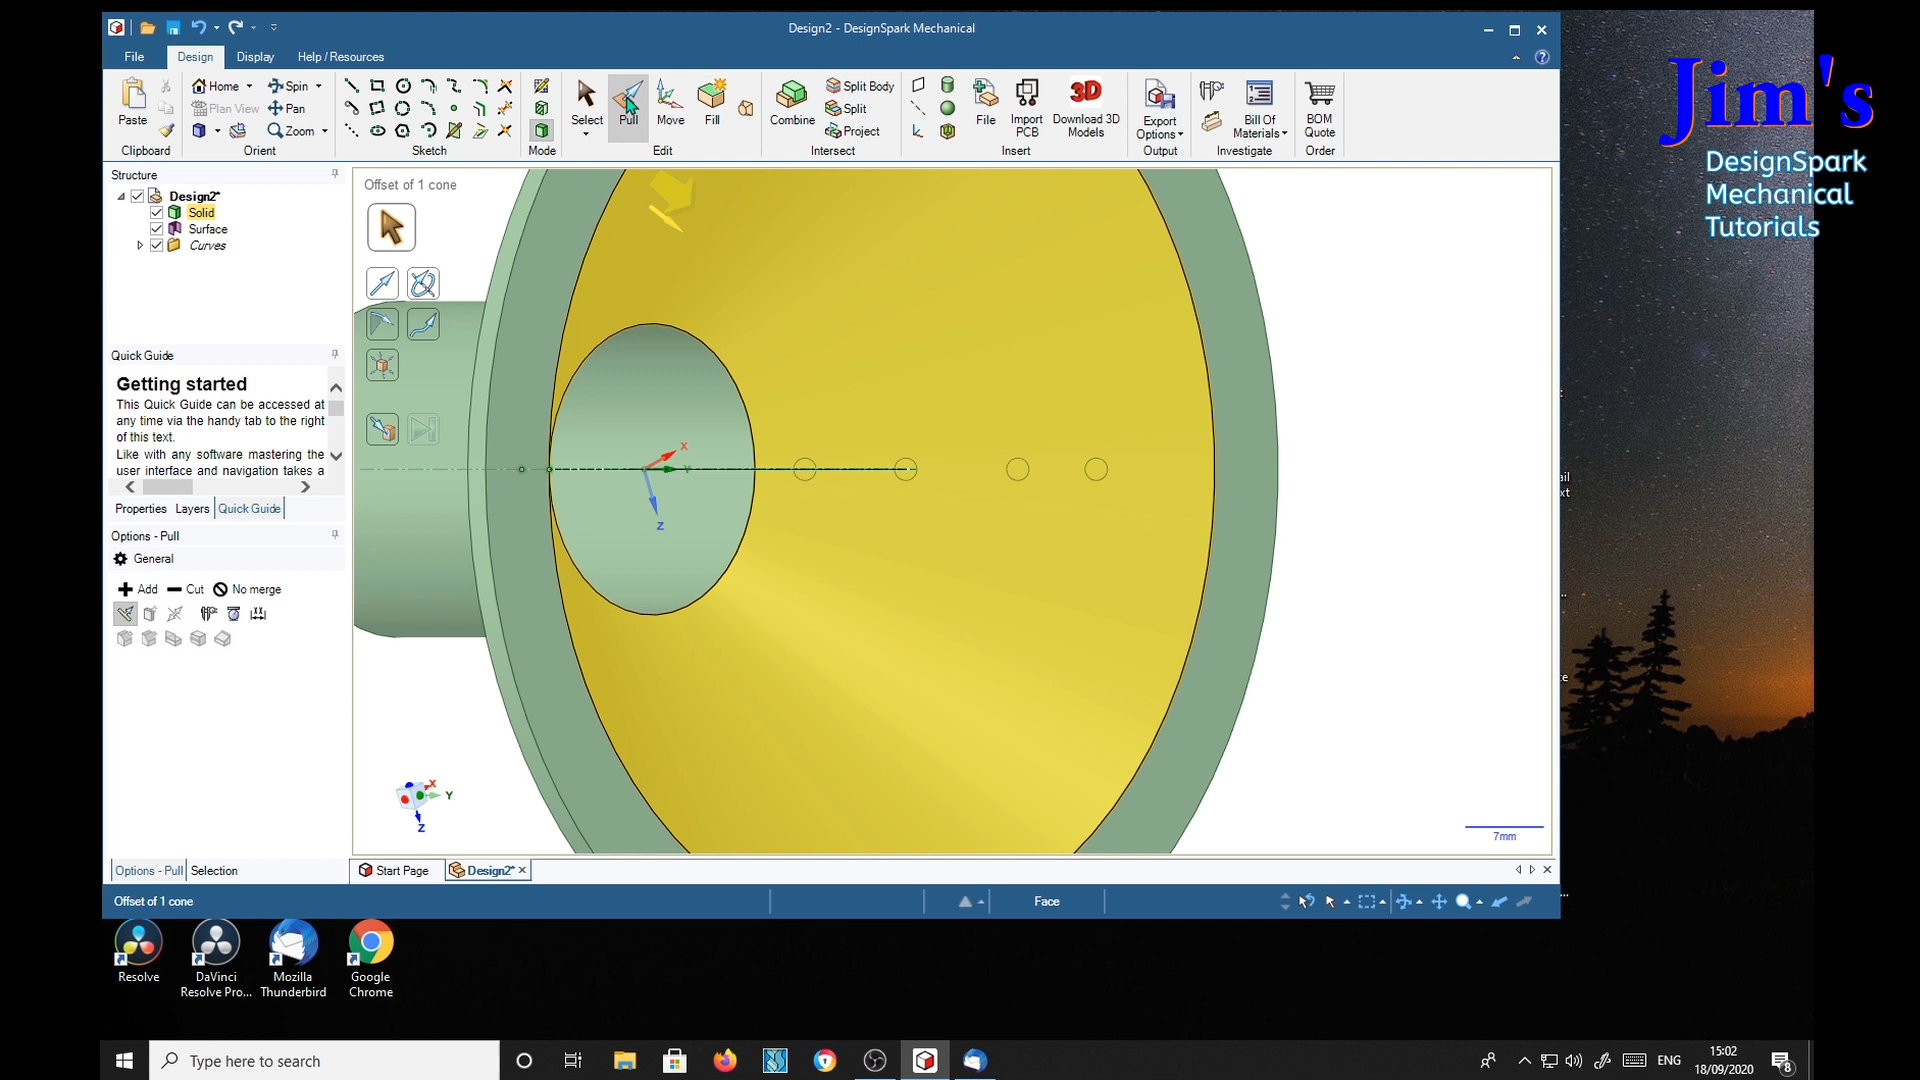 Design2 - DesignSpark Mechanical
File Design Display Help / Resources
Paste
Clipboard
Home Spin
Plan View Pan
Zoom
Orient
Sketch
Mode
Select Pull Move Fill
Edit
Combine
Split Body
Split
Project
Intersect
File Import PCB Download 3D Models
3D
Insert
Export Options
Output
Bill Of Materials
Investigate
BOM Quote
Order
Structure
Design2*
Solid
Surface
Curves
Quick Guide
Getting started
This Quick Guide can be accessed at
any time via the handy tab to the right
of this text.
Like with any software mastering the
user interface and navigation takes a
Properties Layers Quick Guide
Options - Pull
General
Add Cut No merge
Options - Pull Selection
Offset of 1 cone
X
Y
Z
X
Y
Z
7mm
Start Page Design2*
Offset of 1 cone Face
Jim's
DesignSpark
Mechanical
Tutorials
Resolve
DaVinci
Resolve Pro...
Mozilla
Thunderbird
Google
Chrome
Type here to search
ENG
15:02
18/09/2020
8